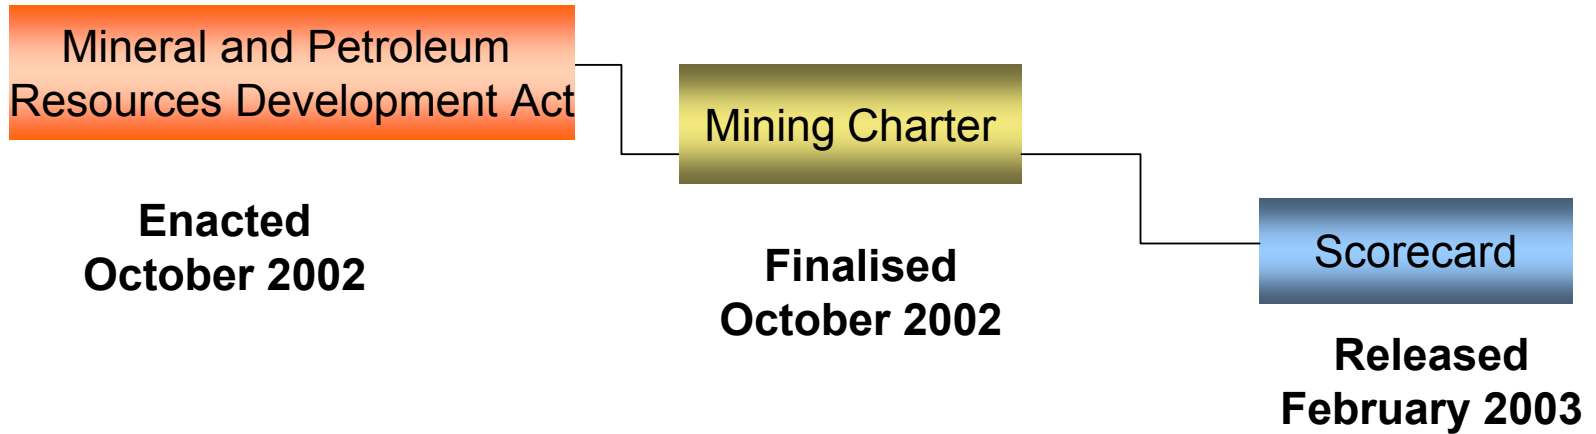 Mineral and Petroleum
Resources Development Act
Enacted
October 2002
Mining Charter
Finalised
October 2002
Scorecard
Released
February 2003